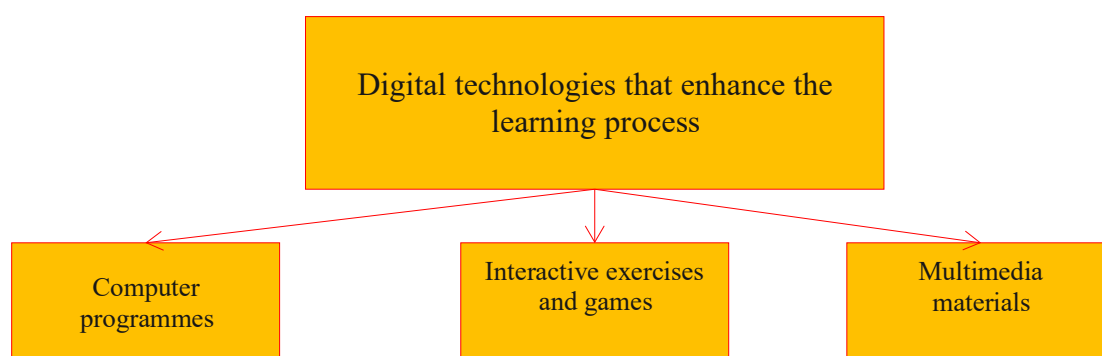 Digital technologies that enhance the
learning process
Computer
programmes
Interactive exercises
and games
Multimedia
materials